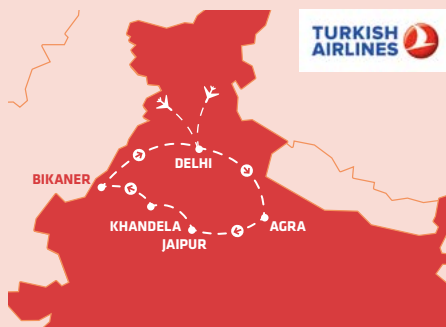 TURKISH
AIRLINES
DELHI
BIKANER
KHANDELA
JAIPUR
AGRA